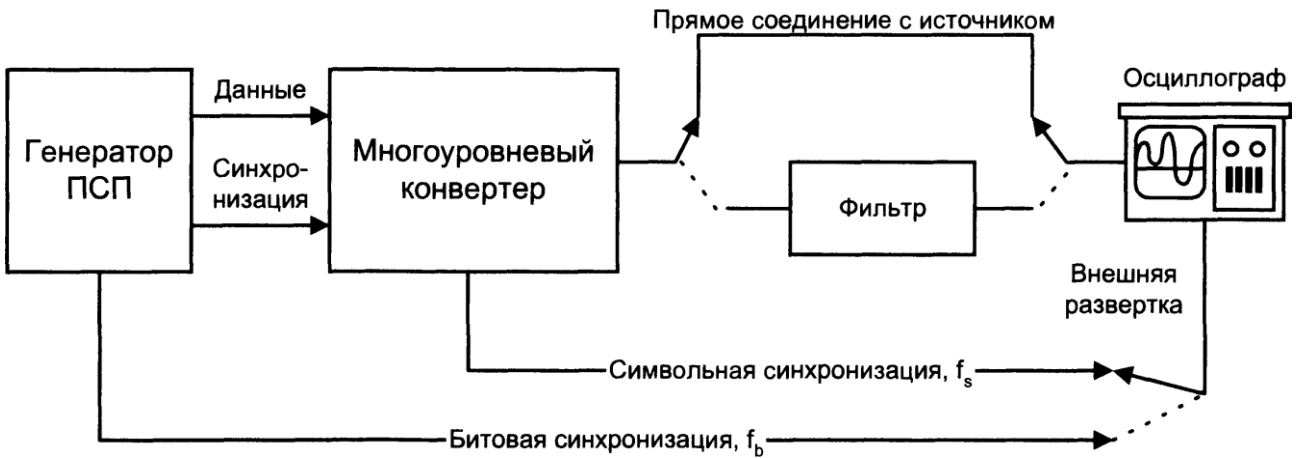 Прямое соединение с источником
Осциллограф
Данные
Генератор
ПСП
Синхро-
низация
Многоуровневый
конвертер
Фильтр
Внешняя
развертка
Символьная синхронизация, fs
Битовая синхронизация, fb